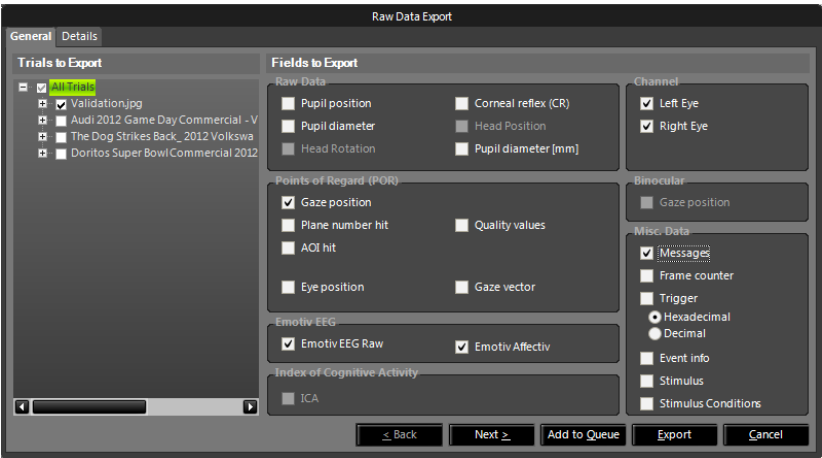 Raw Data Export
General Details
Trials to Export
All Trials
Validation.jpg
Audi 2012 Game Day Commercial - V
The Dog Strikes Back_ 2012 Volkswa
Doritos Super Bowl Commercial 2012
Fields to Export
Raw Data
Pupil position Corneal reflex (CR)
Pupil diameter Head Position
Head Rotation Pupil diameter [mm]
Channel
Left Eye
Right Eye
Points of Regard (POR)
Gaze position
Plane number hit Quality values
AOI hit
Eye position Gaze vector
Binocular
Gaze position
Misc. Data
Messages
Frame counter
Trigger
Hexadecimal
Decimal
Event info
Stimulus
Stimulus Conditions
Emotiv EEG
Emotiv EEG Raw Emotiv Affectiv
Index of Cognitive Activity
ICA
< Back Next > Add to Queue Export Cancel